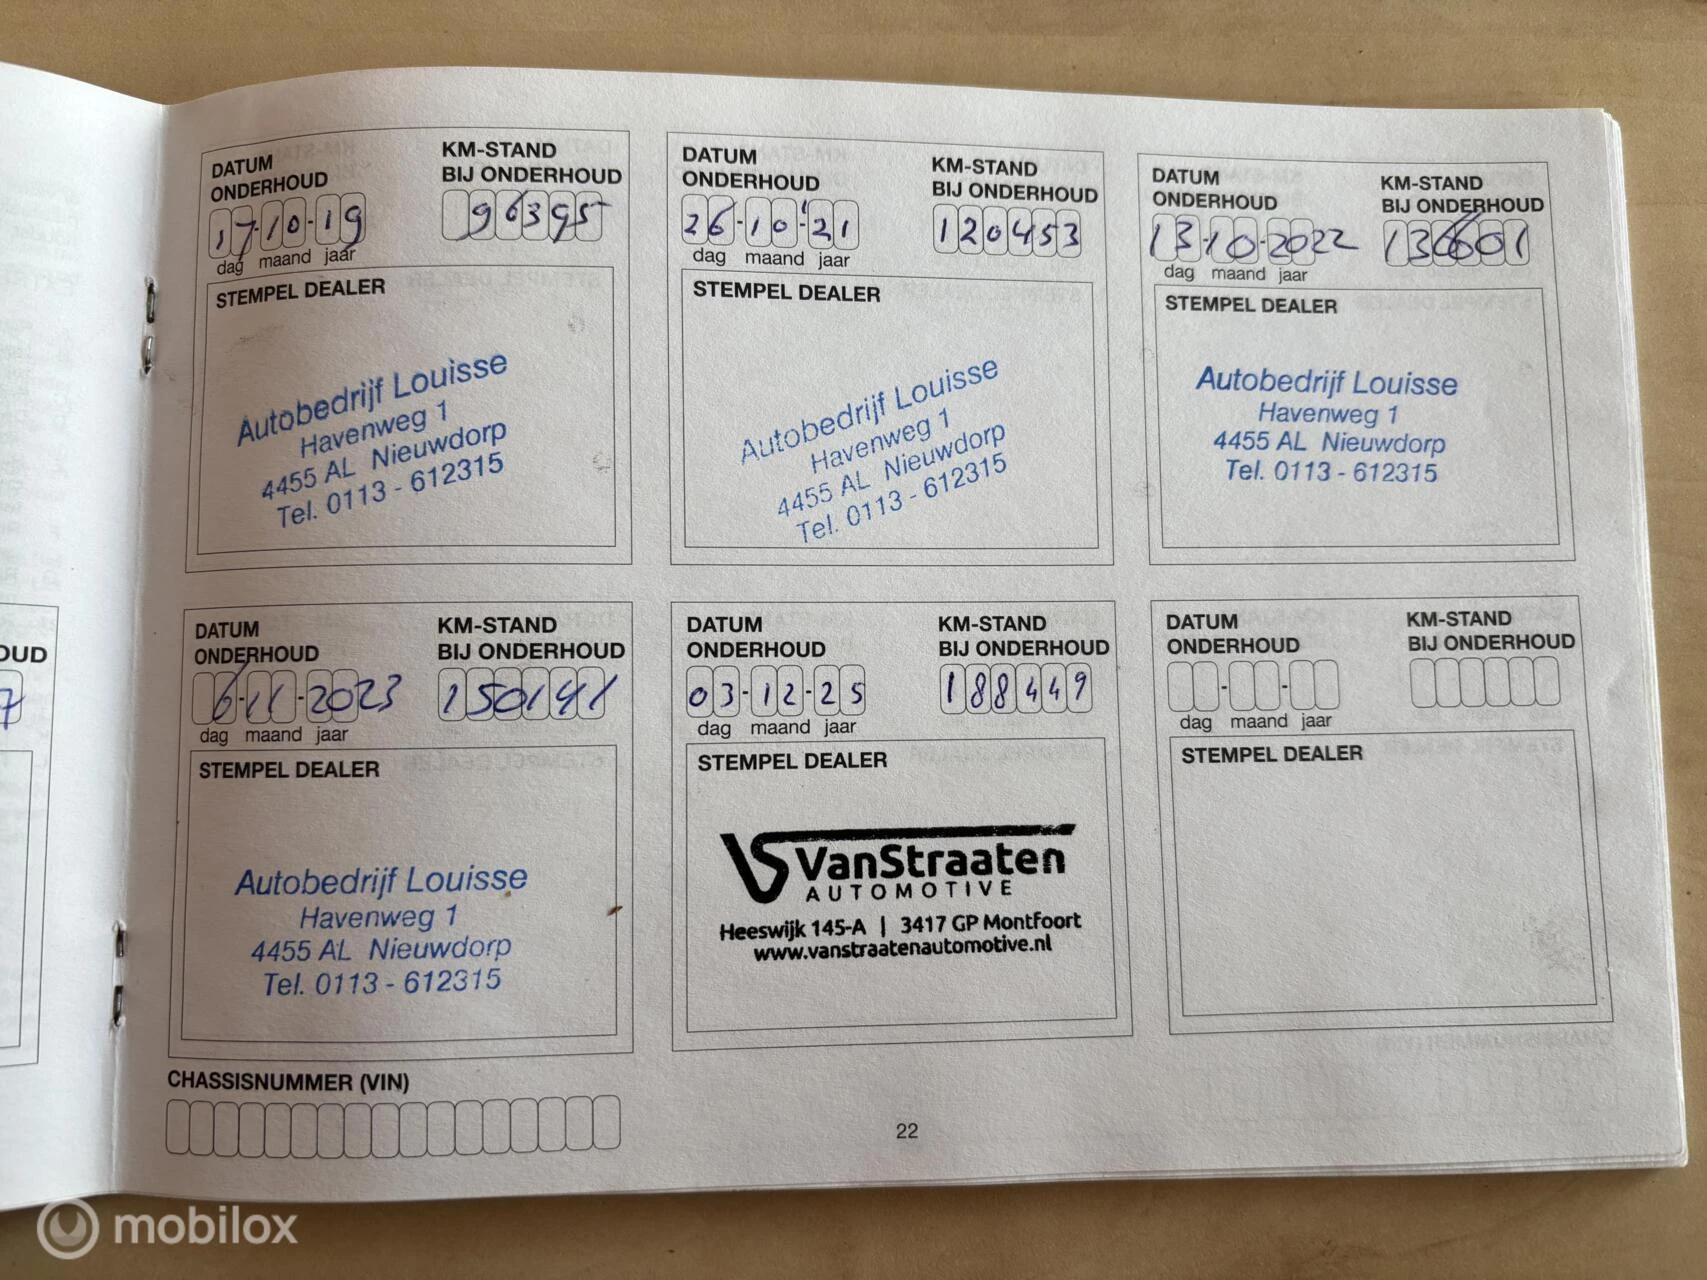 DATUM
ONDERHOUD
KM-STAND
BIJ ONDERHOUD
17-10-19
96395
dag maand jaar
STEMPEL DEALER
Autobedrijf Louisse
Havenweg 1
4455 AL Nieuwdorp
Tel. 0113 - 612315
DATUM
ONDERHOUD
KM-STAND
BIJ ONDERHOUD
26-10-21
120453
dag maand jaar
STEMPEL DEALER
Autobedrijf Louisse
Havenweg 1
4455 AL Nieuwdorp
Tel. 0113 - 612315
DATUM
ONDERHOUD
KM-STAND
BIJ ONDERHOUD
13-10-2022
136601
dag maand jaar
STEMPEL DEALER
Autobedrijf Louisse
Havenweg 1
4455 AL Nieuwdorp
Tel. 0113 - 612315
OUD
7
DATUM
ONDERHOUD
KM-STAND
BIJ ONDERHOUD
6-11-2023
150141
dag maand jaar
STEMPEL DEALER
Autobedrijf Louisse
Havenweg 1
4455 AL Nieuwdorp
Tel. 0113 - 612315
DATUM
ONDERHOUD
KM-STAND
BIJ ONDERHOUD
03-12-25
188449
dag maand jaar
STEMPEL DEALER
VS VanStraaten
AUTOMOTIVE
Heeswijk 145-A | 3417 GP Montfoort
www.vanstraatenautomotive.nl
DATUM
ONDERHOUD
KM-STAND
BIJ ONDERHOUD
dag maand jaar
STEMPEL DEALER
CHASSISNUMMER (VIN)
22
mobilox